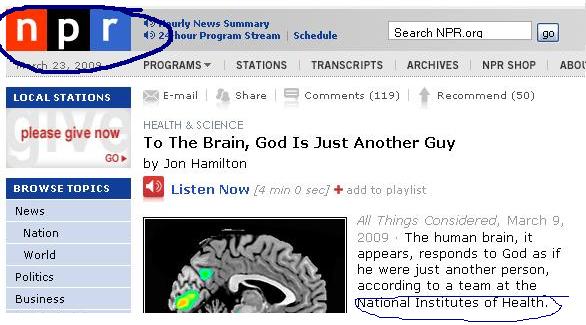 npr
Hourly News Summary
24 hour Program Stream | Schedule
Search NPR.org
go
March 23, 2009
PROGRAMS
STATIONS
TRANSCRIPTS
ARCHIVES
NPR SHOP
ABOU
LOCAL STATIONS
give
please give now
GO
BROWSE TOPICS
News
Nation
World
Politics
Business
E-mail
Share
Comments (119)
Recommend (50)
HEALTH & SCIENCE
To The Brain, God Is Just Another Guy
by Jon Hamilton
Listen Now [4 min 0 sec] + add to playlist
All Things Considered, March 9,
2009 · The human brain, it
appears, responds to God as if
he were just another person,
according to a team at the
National Institutes of Health.